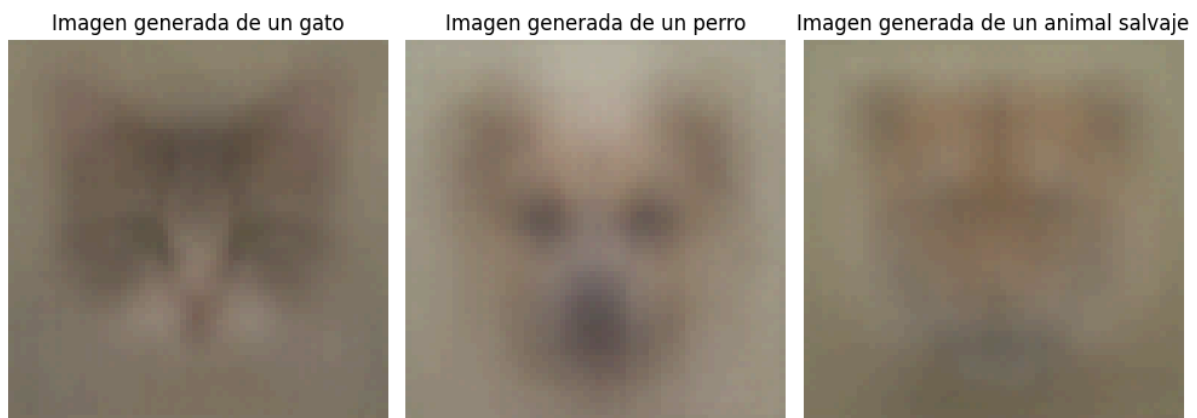 Imagen generada de un gato
Imagen generada de un perro
Imagen generada de un animal salvaje